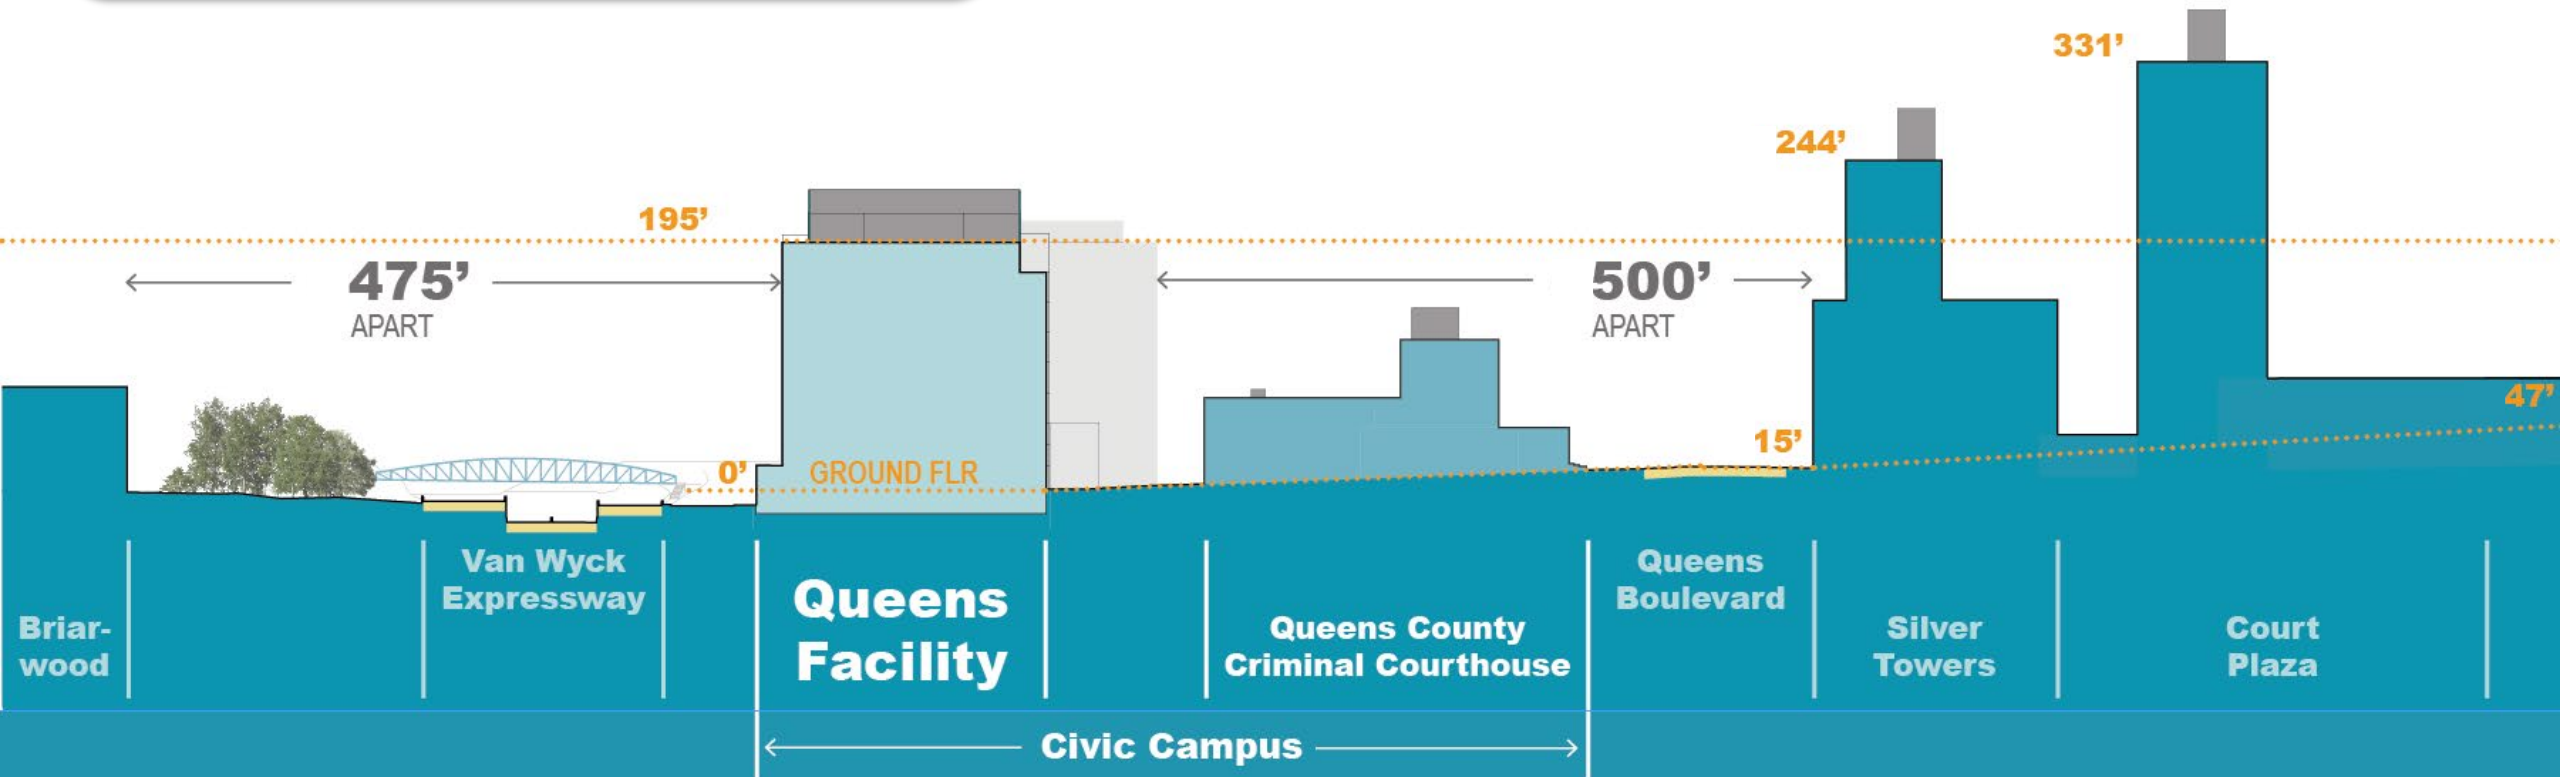 331’
244’
195’
475’
APART
500’
APART
47’
15’
0’
GROUND FLR
Briar-
wood
Van Wyck
Expressway
Queens
Facility
Queens County
Criminal Courthouse
Queens
Boulevard
Silver
Towers
Court
Plaza
Civic Campus